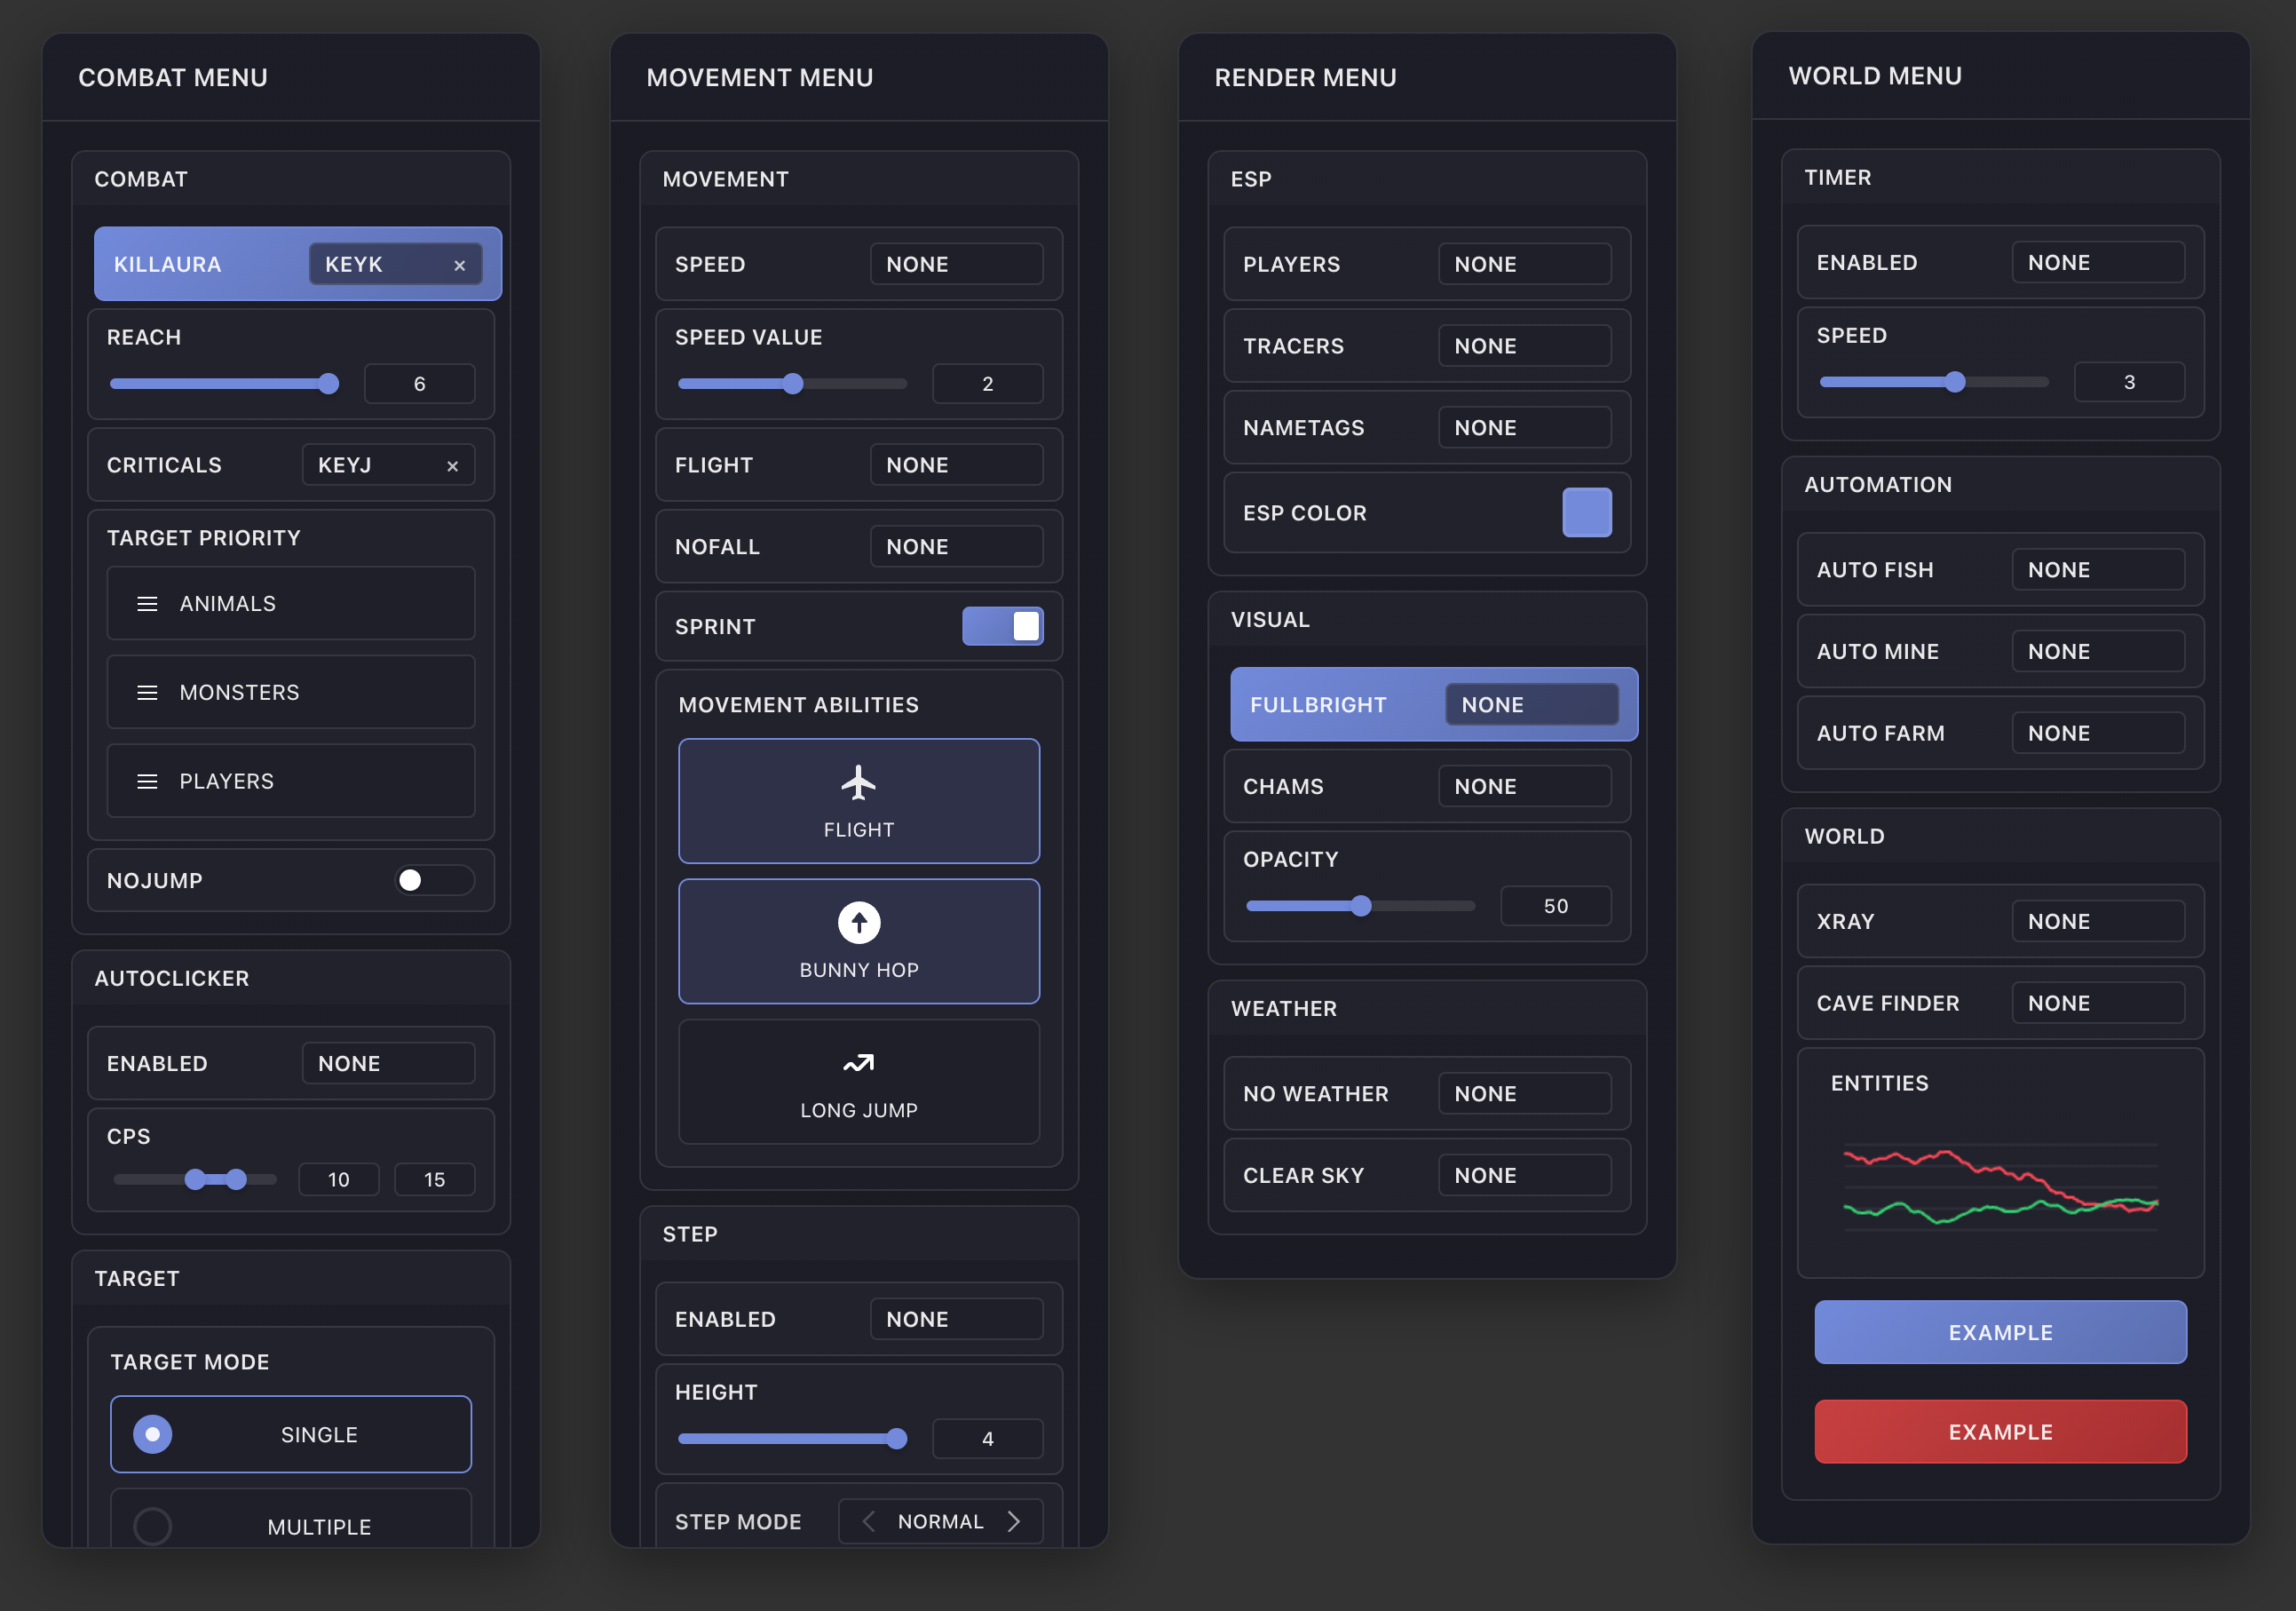 COMBAT MENU
COMBAT
KILLAURA KEYK ×
REACH
6
CRITICALS KEYJ ×
TARGET PRIORITY
ANIMALS
MONSTERS
PLAYERS
NOJUMP
AUTOCLICKER
ENABLED NONE
CPS
10 15
TARGET
TARGET MODE
SINGLE
MULTIPLE
MOVEMENT MENU
MOVEMENT
SPEED NONE
SPEED VALUE
2
FLIGHT NONE
NOFALL NONE
SPRINT
MOVEMENT ABILITIES
FLIGHT
BUNNY HOP
LONG JUMP
STEP
ENABLED NONE
HEIGHT
4
STEP MODE NORMAL
RENDER MENU
ESP
PLAYERS NONE
TRACERS NONE
NAMETAGS NONE
ESP COLOR
VISUAL
FULLBRIGHT NONE
CHAMS NONE
OPACITY
50
WEATHER
NO WEATHER NONE
CLEAR SKY NONE
WORLD MENU
TIMER
ENABLED NONE
SPEED
3
AUTOMATION
AUTO FISH NONE
AUTO MINE NONE
AUTO FARM NONE
WORLD
XRAY NONE
CAVE FINDER NONE
ENTITIES
EXAMPLE
EXAMPLE